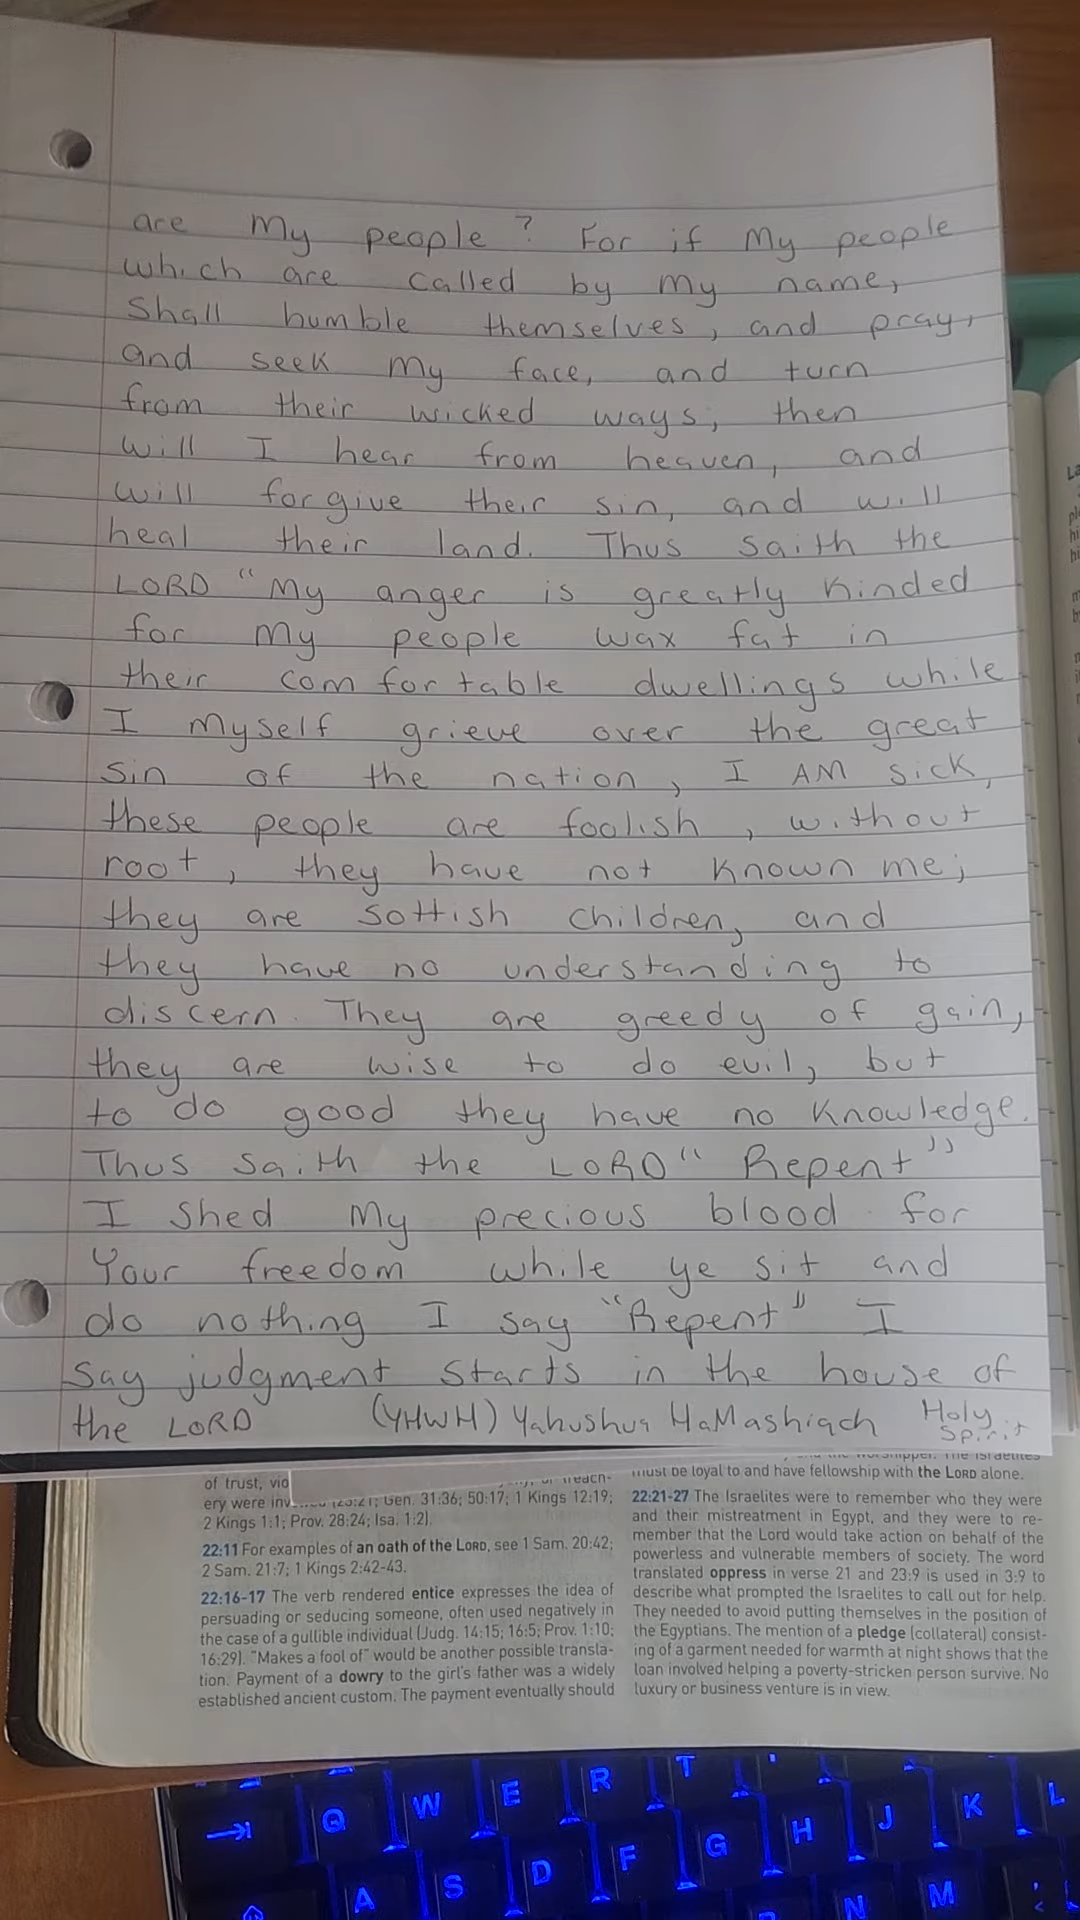 are My people? For if My people
which are called by My name,
Shall humble themselves, and pray,
and seek My face, and turn
from their wicked ways, then
will I hear from heaven, and
will forgive their sin, and will
heal their land. Thus saith the
LORD "My anger is greatly kinded
for My people wax fat in
their comfortable dwellings while
I Myself grieve over the great
sin of the nation, I AM sick,
these people are foolish, without
root, they have not known me;
they are sottish children, and
they have no understanding to
discern. They are greedy of gain,
they are wise to do evil, but
to do good they have no knowledge.
Thus saith the LORD "Repent"
I shed My precious blood for
Your freedom while ye sit and
do nothing I say "Repent" I
say judgment starts in the house of
the LORD (YHWH) Yahushua HaMashiach Holy
Spirit
of trust, vio
ery were (23:21; Gen. 31:36; 50:17; 1 Kings 12:19;
2 Kings 1:1; Prov. 28:24; Isa. 1:2).
22:11 For examples of an oath of the LORD, see 1 Sam. 20:42;
2 Sam. 21:7; 1 Kings 2:42-43.
22:16-17 The verb rendered entice expresses the idea of
persuading or seducing someone, often used negatively in
the case of a gullible individual (Judg. 14:15; 16:5; Prov. 1:10;
16:29). "Makes a fool of" would be another possible transla-
tion. Payment of a dowry to the girl's father was a widely
established ancient custom. The payment eventually should
must be loyal to and have fellowship with the LORD alone.
22:21-27 The Israelites were to remember who they were
and their mistreatment in Egypt, and they were to re-
member that the Lord would take action on behalf of the
powerless and vulnerable members of society. The word
translated oppress in verse 21 and 23:9 is used in 3:9 to
describe what prompted the Israelites to call out for help.
They needed to avoid putting themselves in the position of
the Egyptians. The mention of a pledge (collateral) consist-
ing of a garment needed for warmth at night shows that the
loan involved helping a poverty-stricken person survive. No
luxury or business venture is in view.
Q W E R T
H J K L
A S D F G
N M